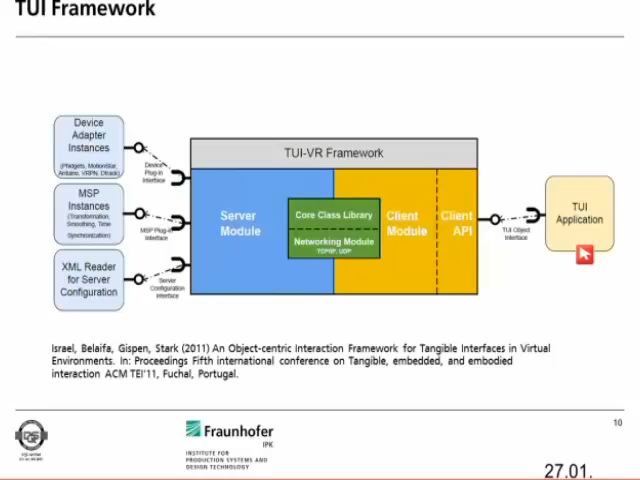 TUI Framework
Device
Adapter
Instances
(Phidgets, MotionStar,
Arduino, VRPN, Dtrack)
Device
Plug-in
Interface
MSP
Instances
(Transformation,
Smoothing, Time
Synchronization)
MSP Plug-in
Interface
XML Reader
for Server
Configuration
Server
Configuration
Interface
TUI-VR Framework
Server
Module
Core Class Library
Networking Module
TCP/IP, UDP
Client
Module
Client
API
TUI Object
Interface
TUI
Application
Israel, Belaifa, Gispen, Stark (2011) An Object-centric Interaction Framework for Tangible Interfaces in Virtual
Environments. In: Proceedings Fifth international conference on Tangible, embedded, and embodied
interaction ACM TEI'11, Fuchal, Portugal.
10
Fraunhofer
IPK
INSTITUTE FOR
PRODUCTION SYSTEMS AND
DESIGN TECHNOLOGY
27.01.